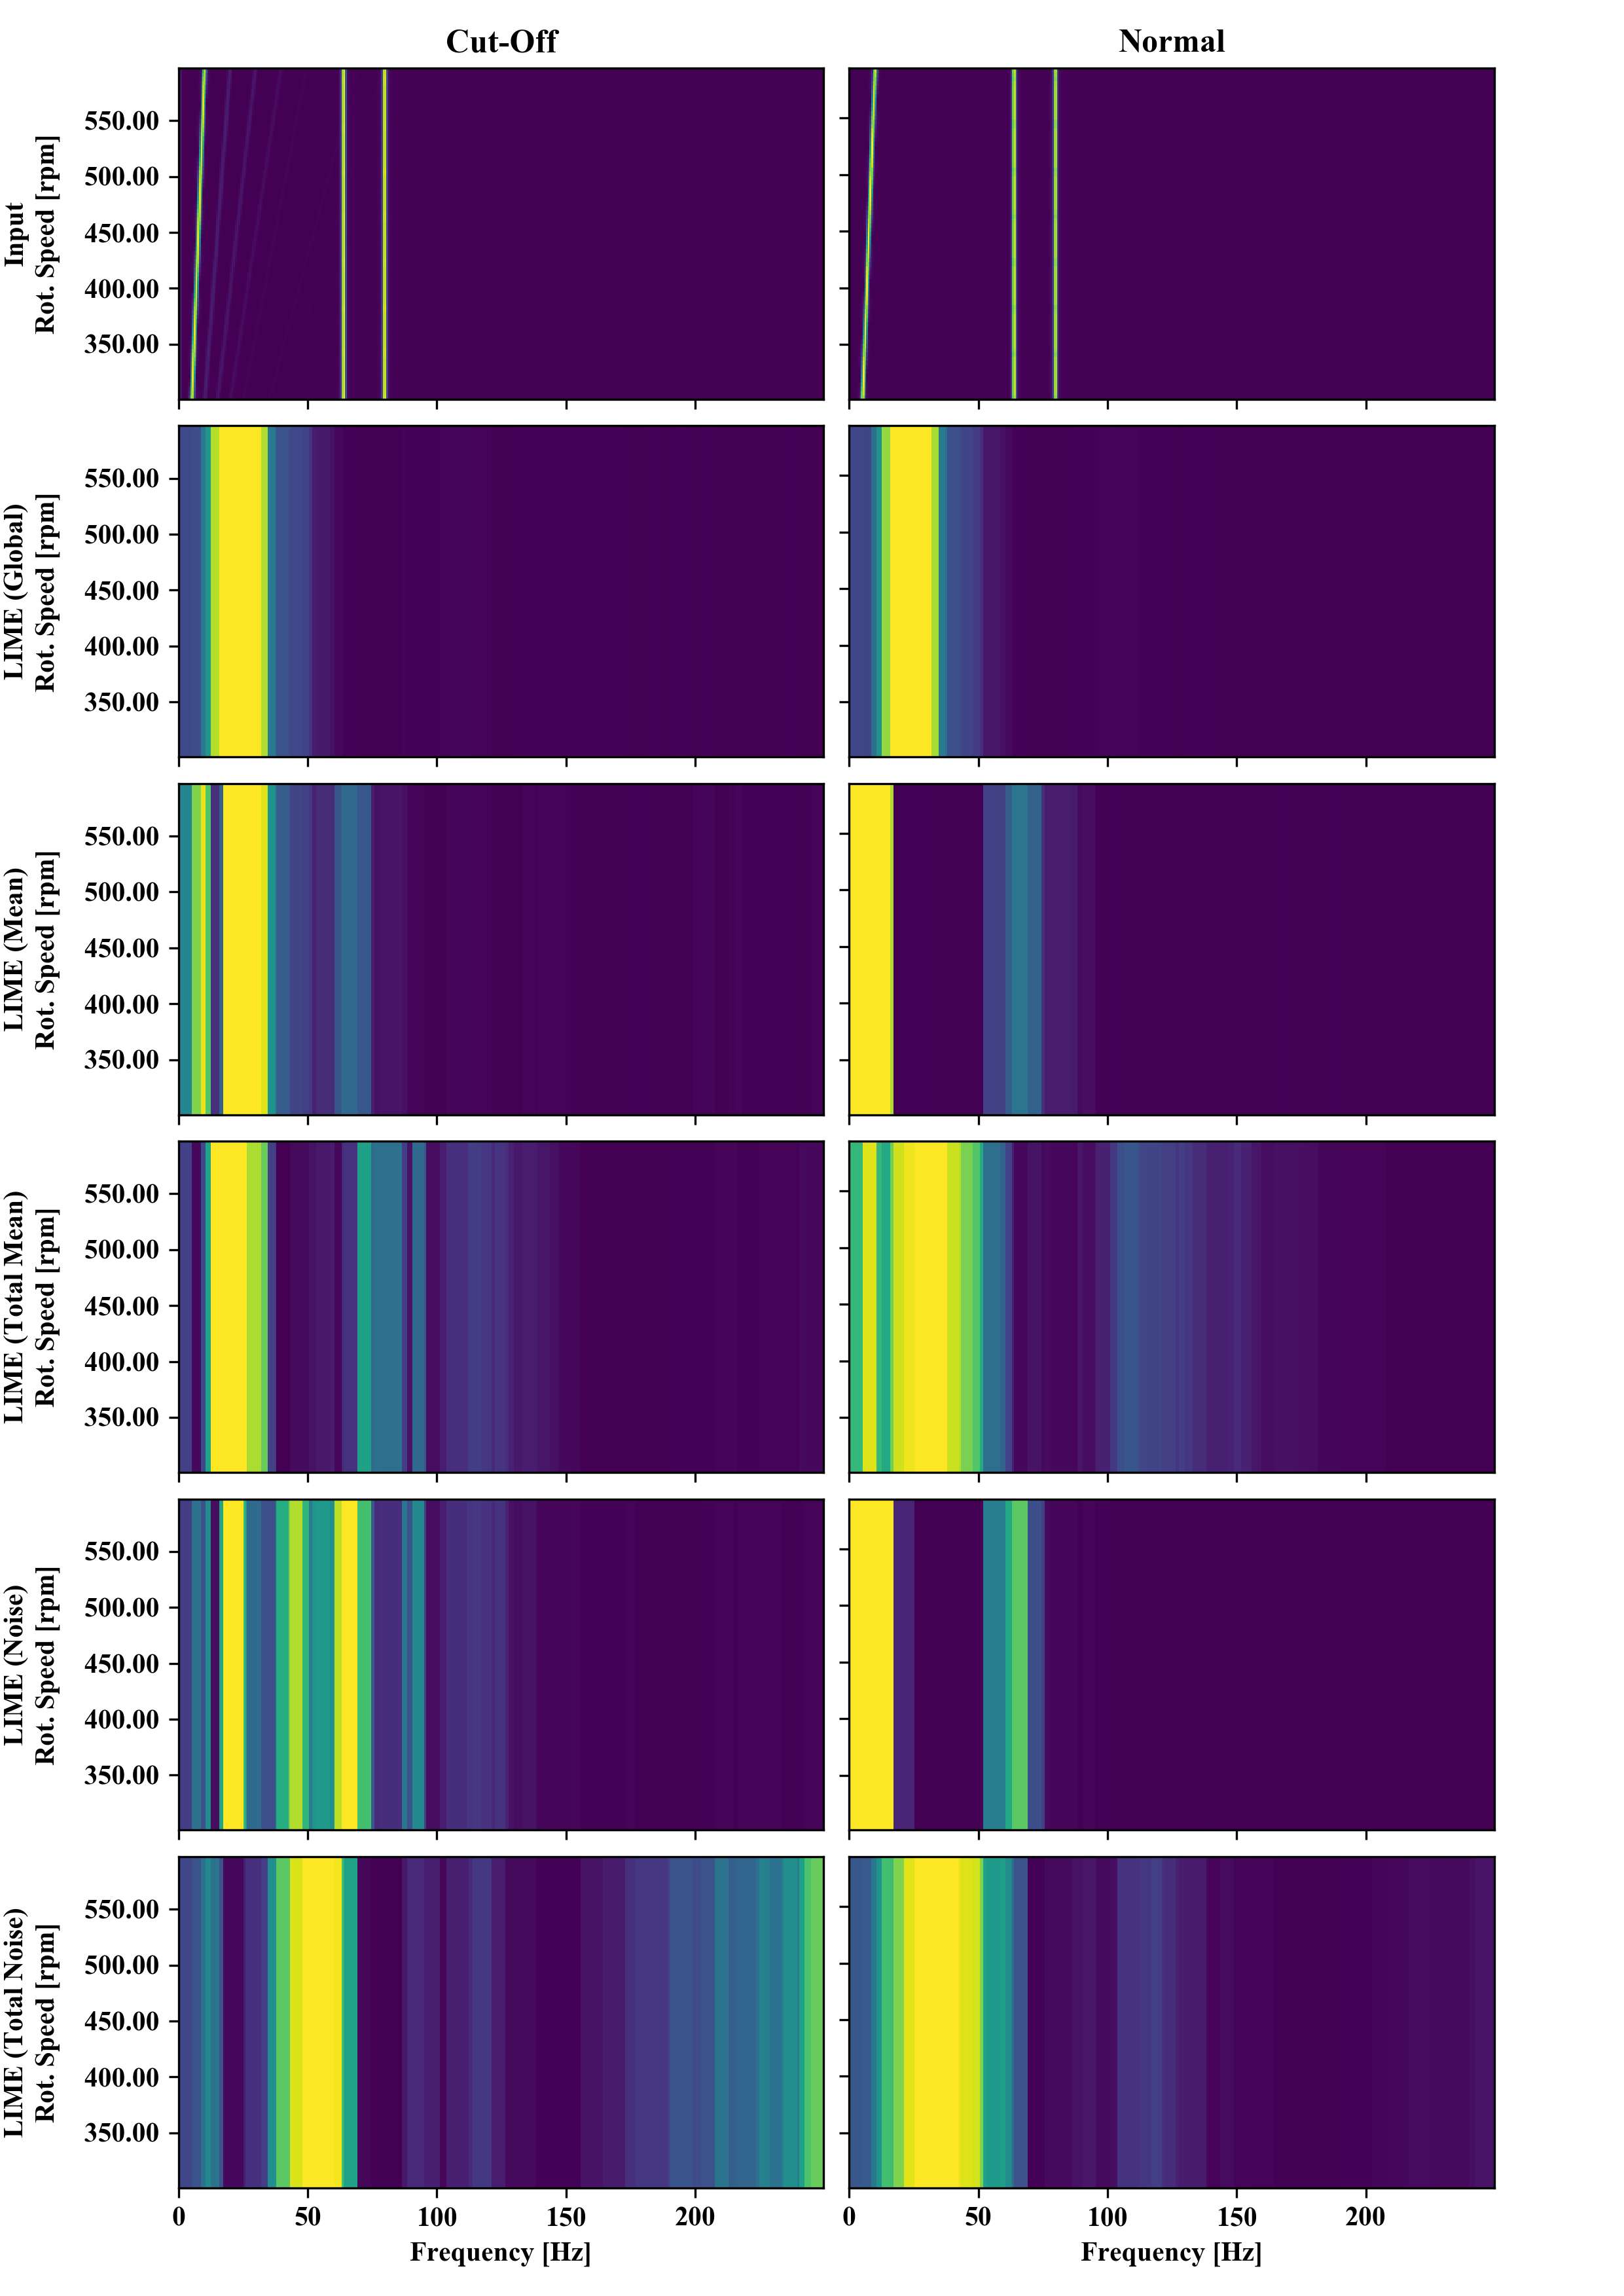 Cut-Off Normal
Input
Rot. Speed [rpm]
550.00
500.00
450.00
400.00
350.00
LIME (Global)
Rot. Speed [rpm]
550.00
500.00
450.00
400.00
350.00
LIME (Mean)
Rot. Speed [rpm]
550.00
500.00
450.00
400.00
350.00
LIME (Total Mean)
Rot. Speed [rpm]
550.00
500.00
450.00
400.00
350.00
LIME (Noise)
Rot. Speed [rpm]
550.00
500.00
450.00
400.00
350.00
LIME (Total Noise)
Rot. Speed [rpm]
550.00
500.00
450.00
400.00
350.00
0 50 100 150 200 0 50 100 150 200
Frequency [Hz] Frequency [Hz]